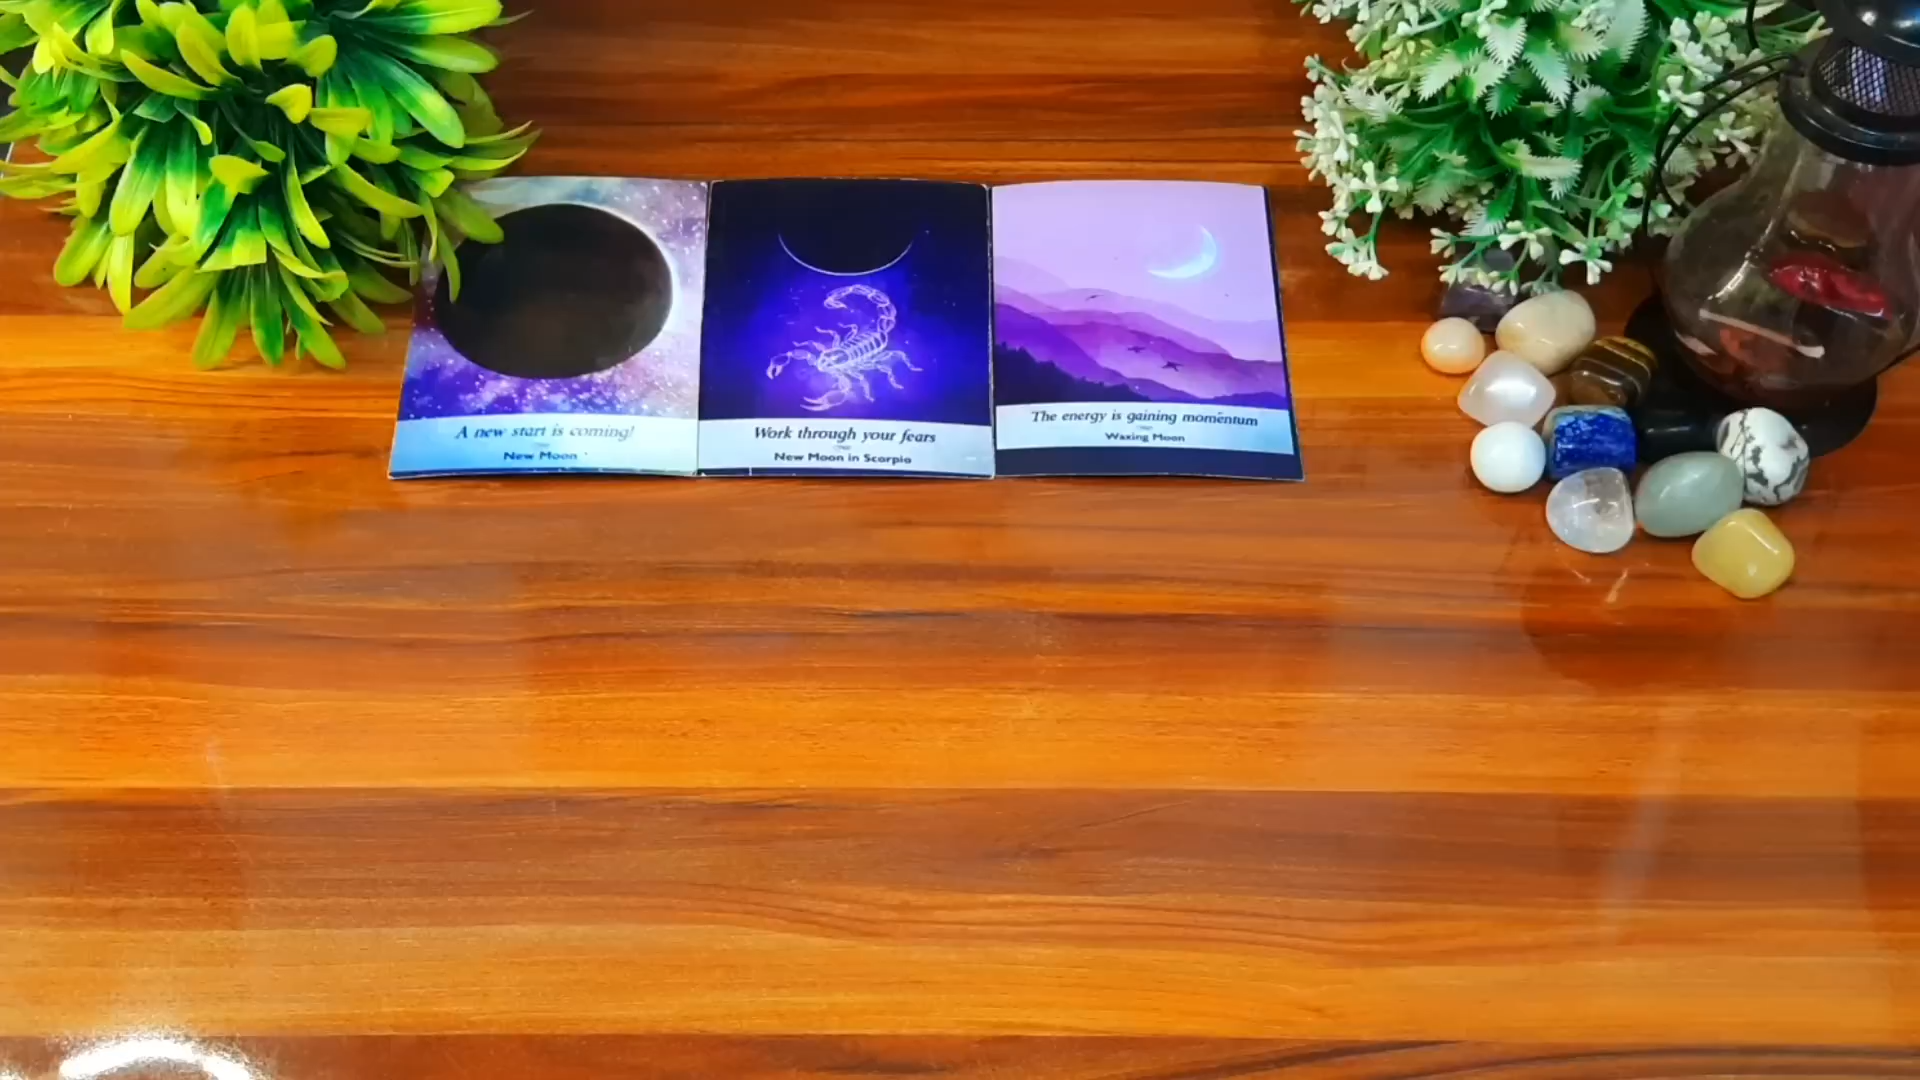 A new start is coming!
New Moon
Work through your fears
New Moon in Scorpio
The energy is gaining momentum
Waxing Moon